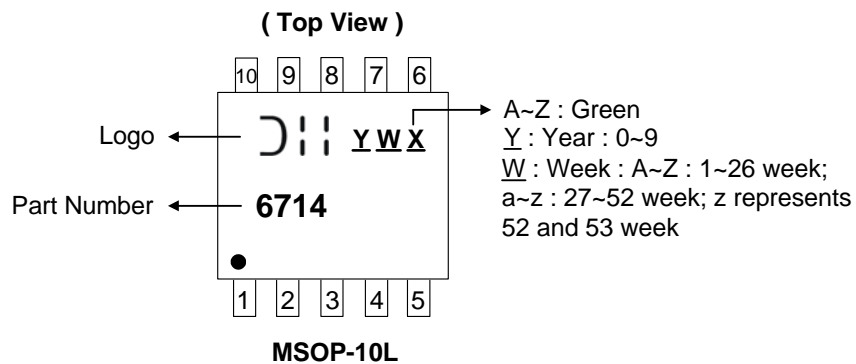 ( Top View )
10 9 8 7 6
Logo
Y W X
A~Z : Green
Y : Year : 0~9
W : Week : A~Z : 1~26 week;
a~z : 27~52 week; z represents
52 and 53 week
Part Number
6714
1 2 3 4 5
MSOP-10L